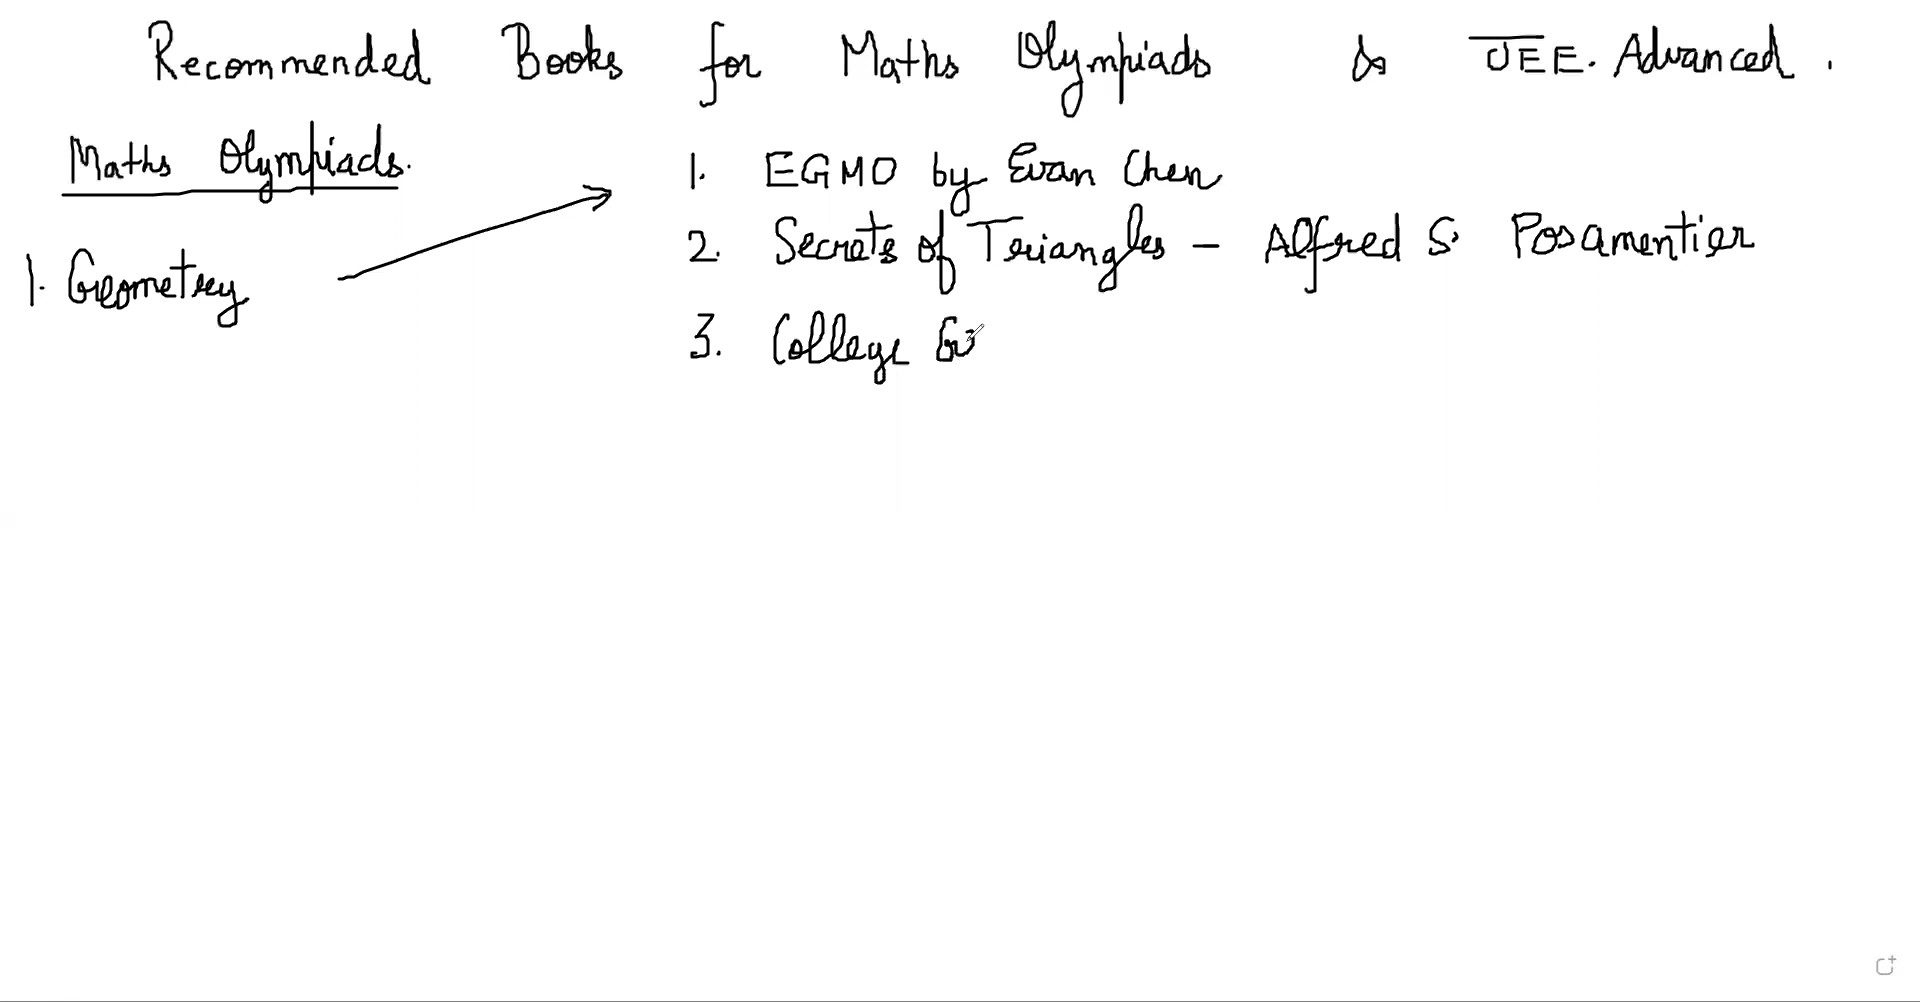 Recommended Books for Maths Olympiads & JEE. Advanced.
Maths Olympiads.
1. Geometry
1. EGMO by Evan Chen
2. Secrets of Triangles - Alfred S. Posamentier
3. College